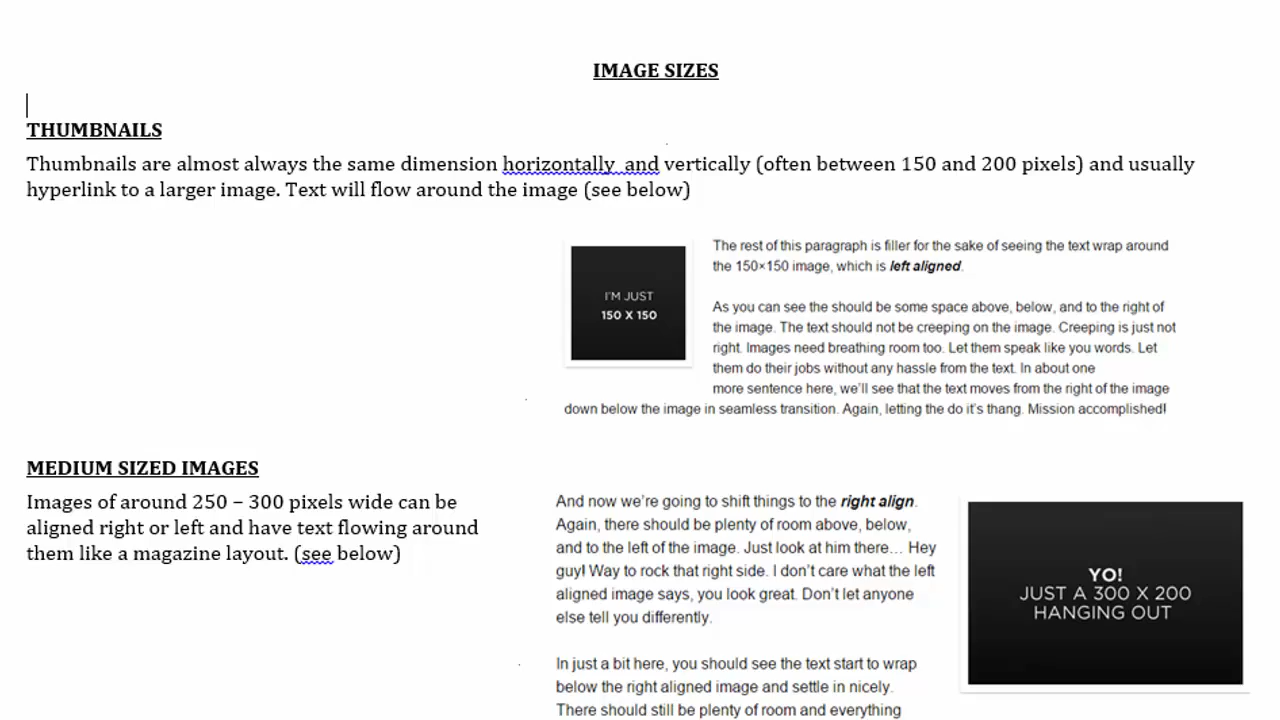 IMAGE SIZES
THUMBNAILS
Thumbnails are almost always the same dimension horizontally  and vertically (often between 150 and 200 pixels) and usually
hyperlink to a larger image. Text will flow around the image (see below)
I'M JUST
150 X 150
The rest of this paragraph is filler for the sake of seeing the text wrap around
the 150×150 image, which is left aligned.
As you can see the should be some space above, below, and to the right of
the image. The text should not be creeping on the image. Creeping is just not
right. Images need breathing room too. Let them speak like you words. Let
them do their jobs without any hassle from the text. In about one
more sentence here, we'll see that the text moves from the right of the image
down below the image in seamless transition. Again, letting the do it's thang. Mission accomplished!
MEDIUM SIZED IMAGES
Images of around 250 – 300 pixels wide can be
aligned right or left and have text flowing around
them like a magazine layout. (see below)
And now we're going to shift things to the right align.
Again, there should be plenty of room above, below,
and to the left of the image. Just look at him there… Hey
guy! Way to rock that right side. I don't care what the left
aligned image says, you look great. Don't let anyone
else tell you differently.
In just a bit here, you should see the text start to wrap
below the right aligned image and settle in nicely.
There should still be plenty of room and everything
YO!
JUST A 300 X 200
HANGING OUT